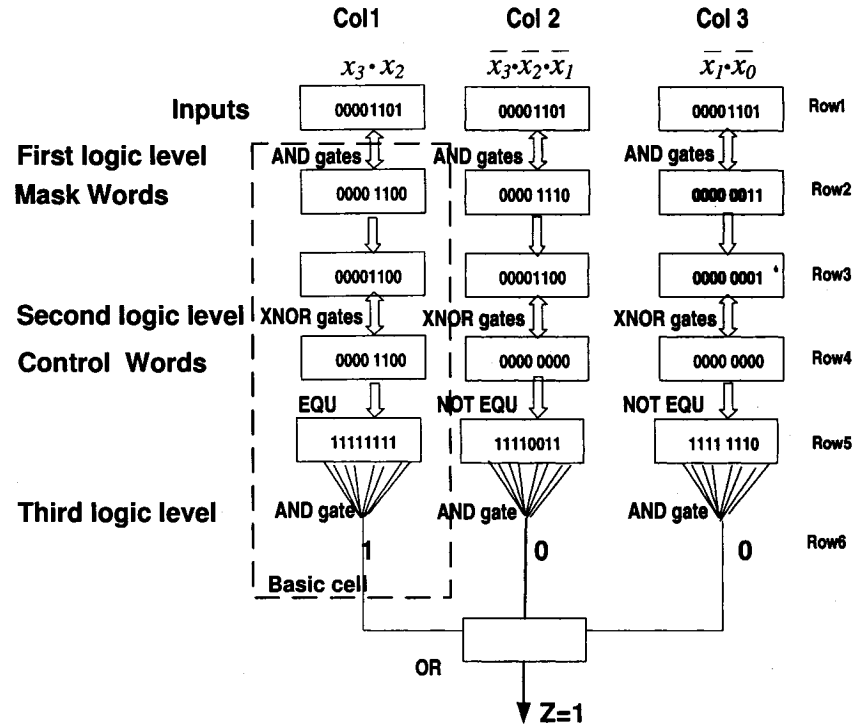 Col1 Col 2 Col 3
x₃·x₂ x̅₃·x̅₂·x̅₁ x̅₁·x̅₀
Inputs 00001101 00001101 00001101 Row1
First logic level AND gates AND gates AND gates
Mask Words 0000 1100 0000 1110 0000 0011 Row2
00001100 00001100 0000 0001 Row3
Second logic level XNOR gates XNOR gates XNOR gates
Control Words 0000 1100 0000 0000 0000 0000 Row4
EQU NOT EQU NOT EQU
11111111 11110011 1111 1110 Row5
Third logic level AND gate AND gate AND gate
1 0 0 Row6
Basic cell
OR
Z=1